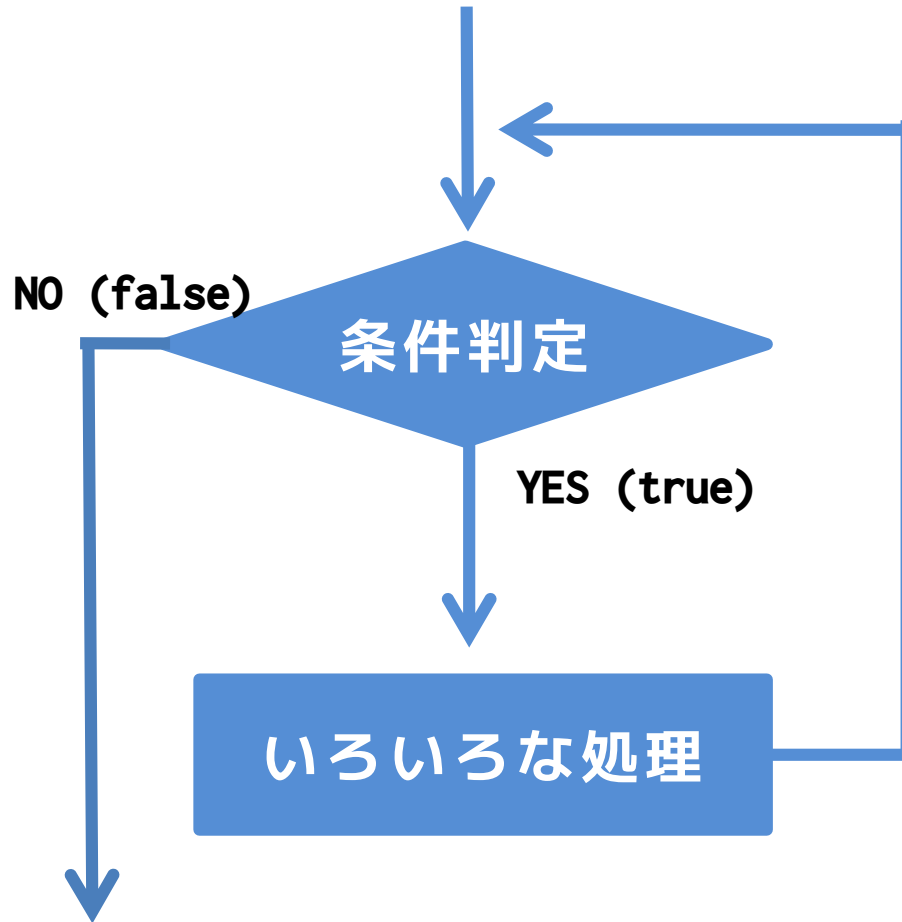 NO (false)
条件判定
YES (true)
いろいろな処理